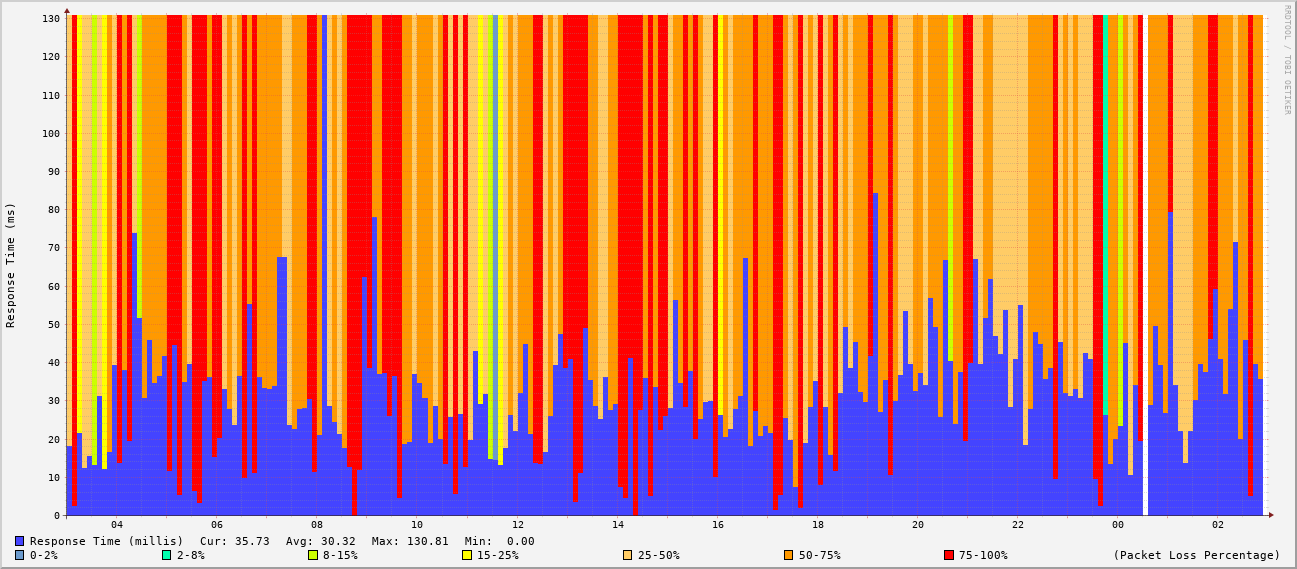 RRDTOOL / TOBI OETIKER
Response Time (ms)
130
120
110
100
90
80
70
60
50
40
30
20
10
0
04 06 08 10 12 14 16 18 20 22 00 02
Response Time (millis) Cur: 35.73 Avg: 30.32 Max: 130.81 Min: 0.00
0-2% 2-8% 8-15% 15-25% 25-50% 50-75% 75-100% (Packet Loss Percentage)